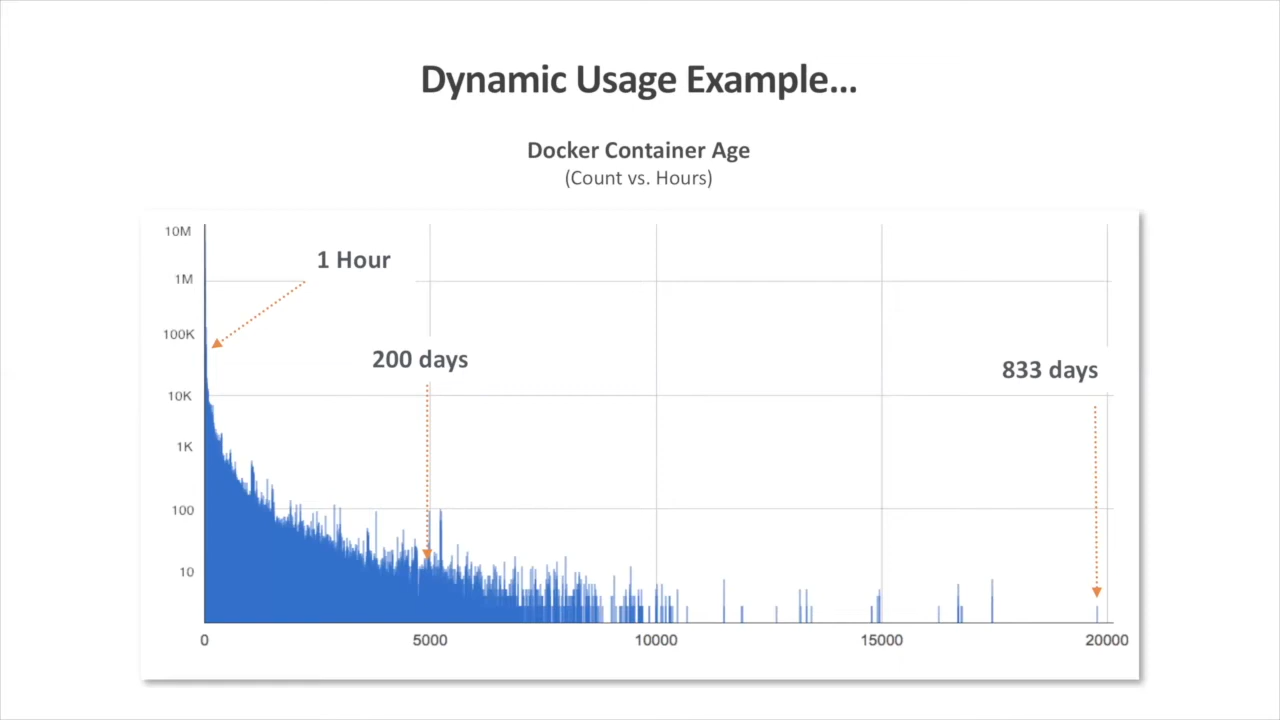 Dynamic Usage Example...
Docker Container Age
(Count vs. Hours)
10M
1 Hour
1M
100K
200 days
833 days
10K
1K
100
10
0
5000
10000
15000
20000